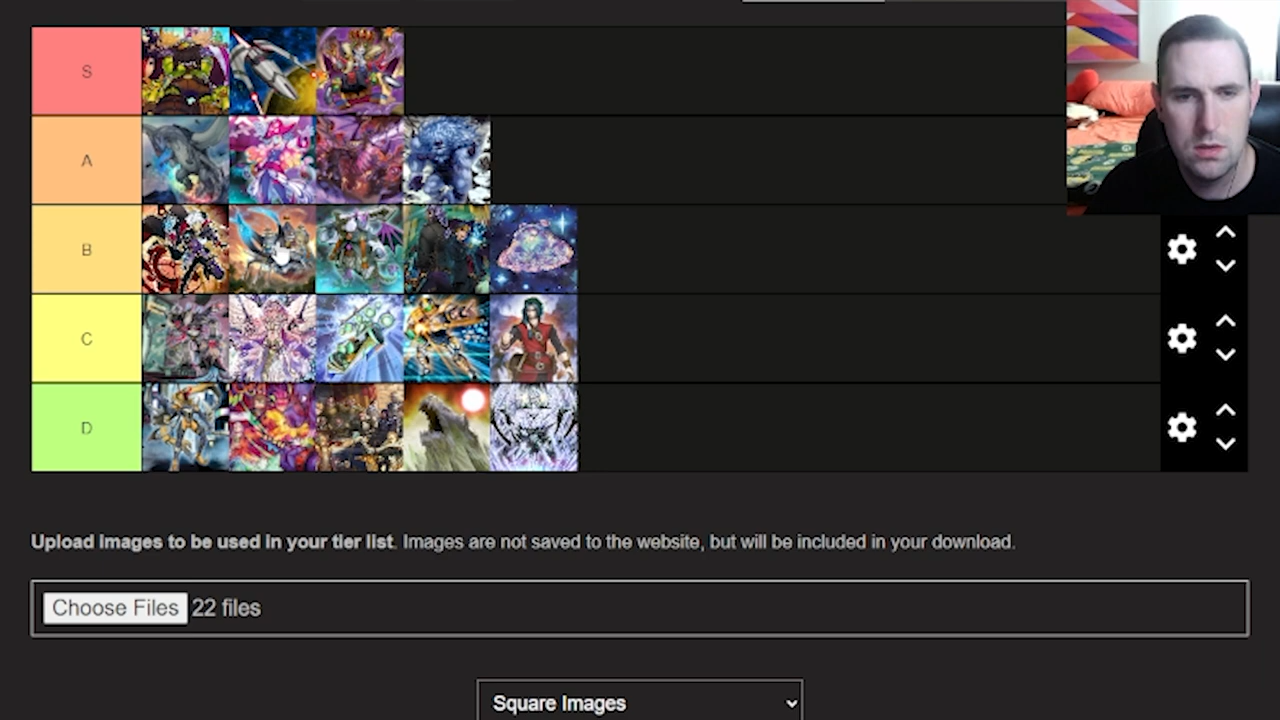 S
A
B
C
D
Upload images to be used in your tier list. Images are not saved to the website, but will be included in your download.
Choose Files 22 files
Square Images